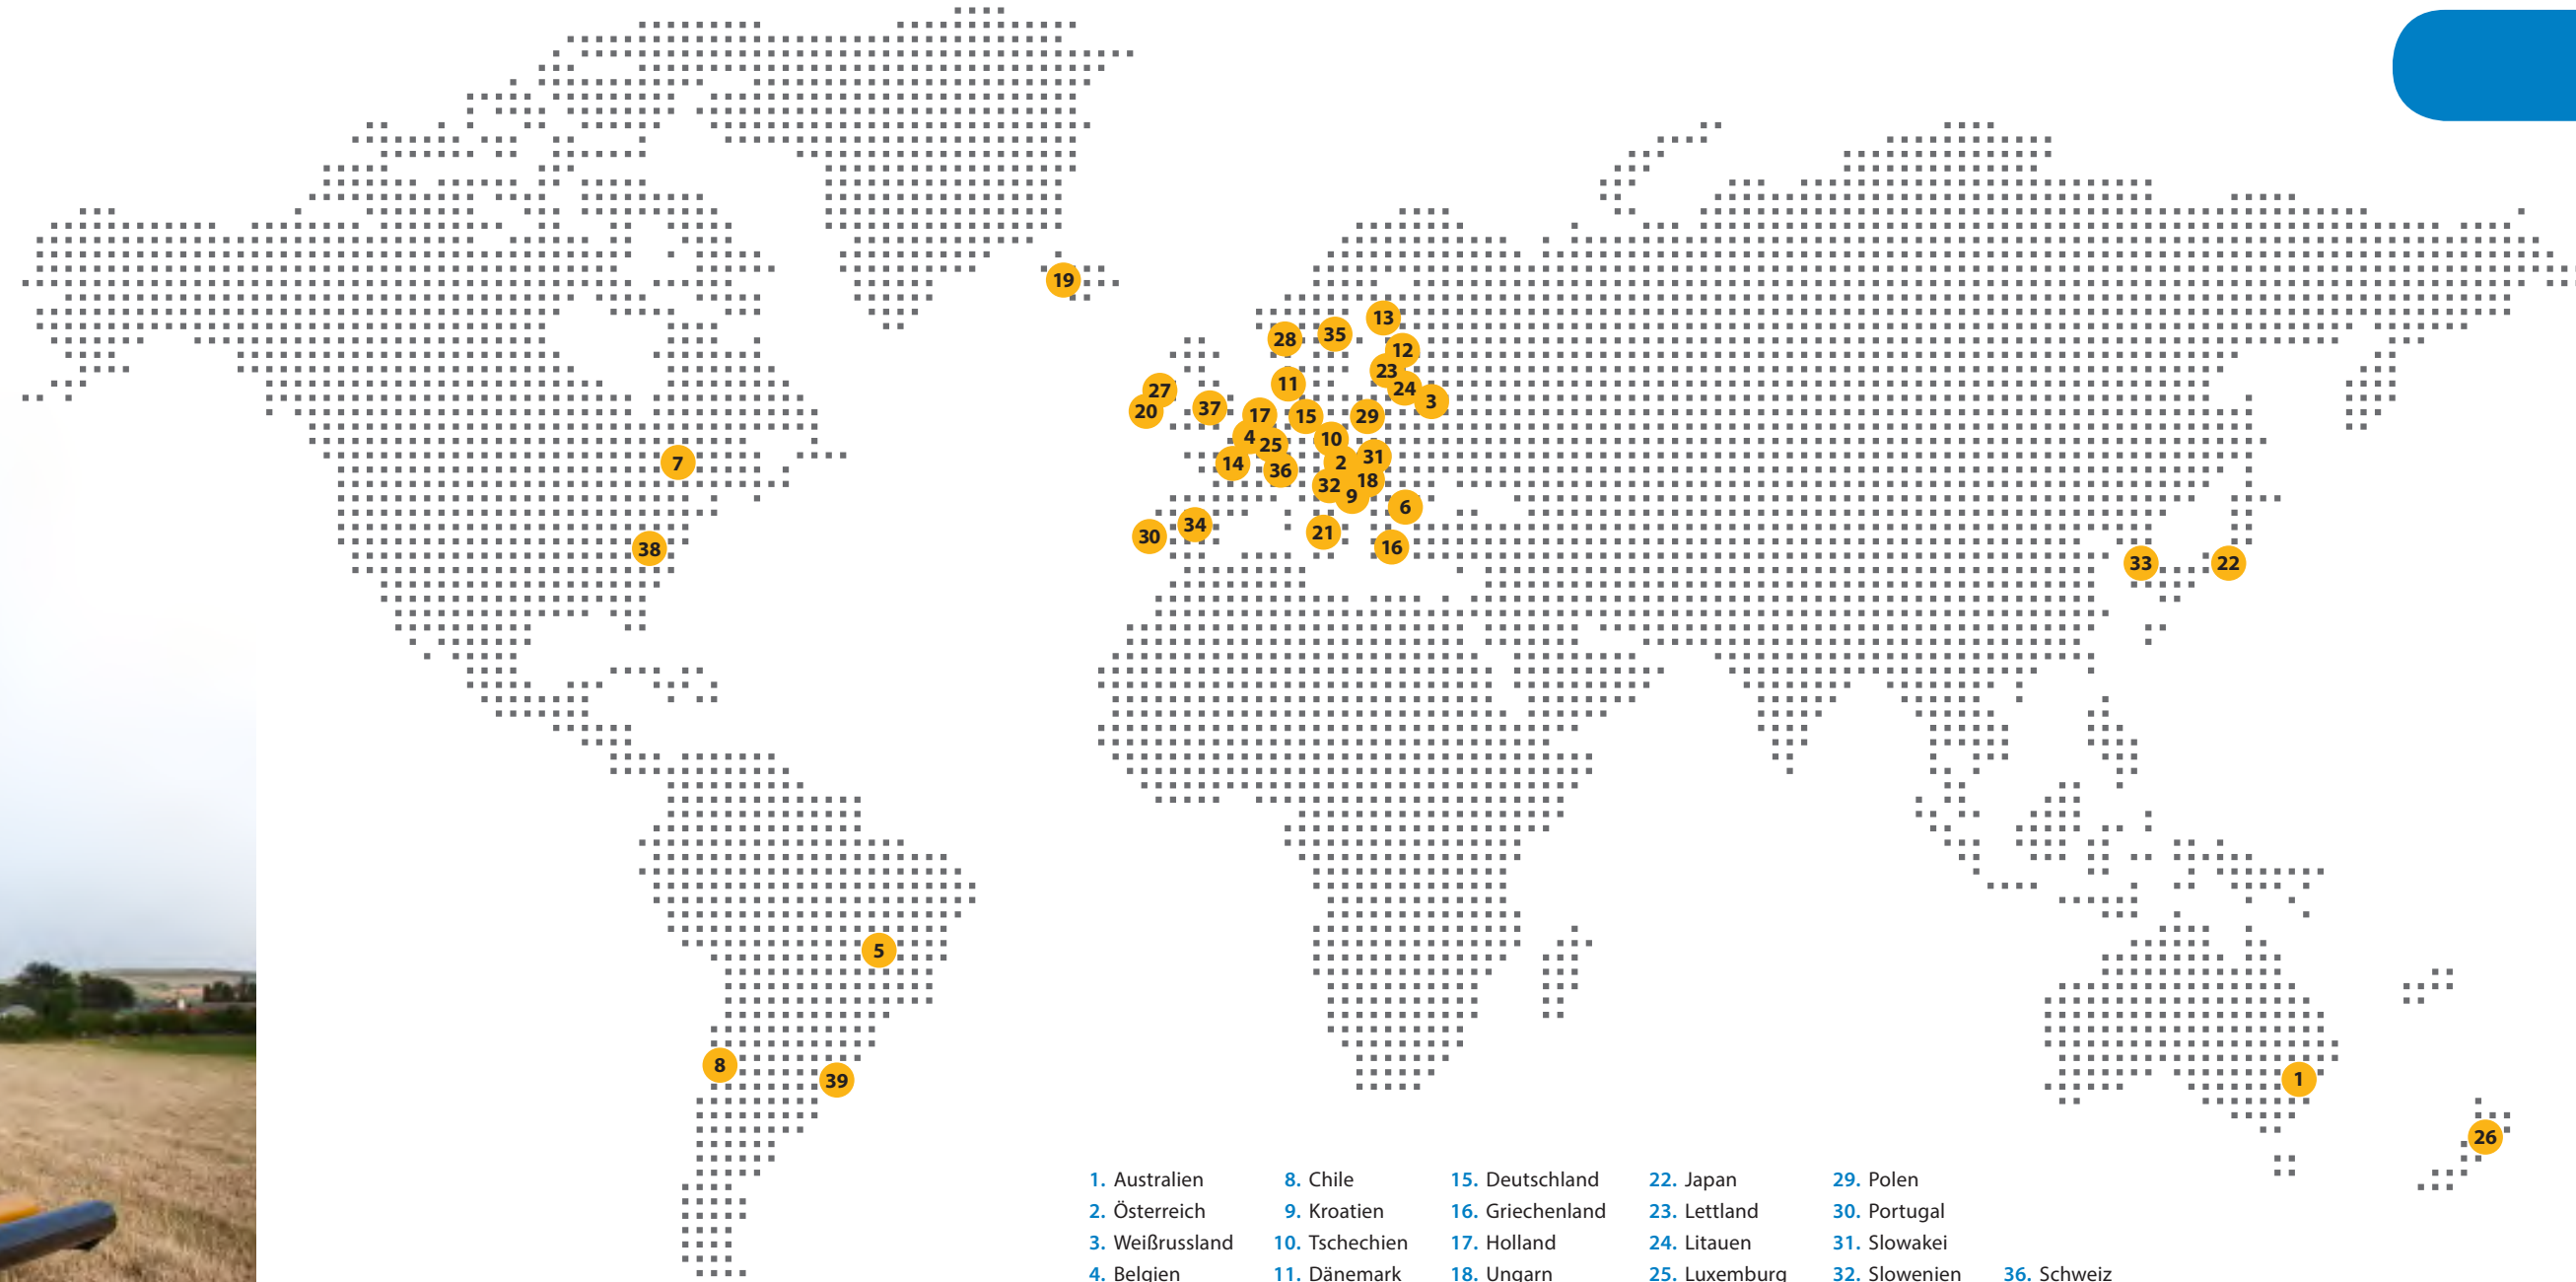 19
13
28
35
12
23
11
24
27
3
37
20
17
15
29
4
10
25
31
7
14
2
36
18
32
9
6
34
21
30
16
38
33
22
5
8
1
39
26
1. Australien
2. Österreich
3. Weißrussland
4. Belgien
8. Chile
9. Kroatien
10. Tschechien
11. Dänemark
15. Deutschland
16. Griechenland
17. Holland
18. Ungarn
22. Japan
23. Lettland
24. Litauen
25. Luxemburg
29. Polen
30. Portugal
31. Slowakei
32. Slowenien
36. Schweiz